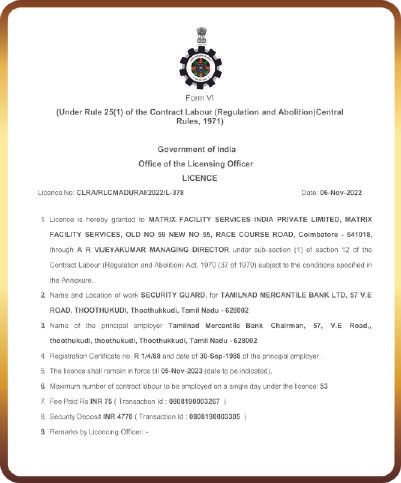 Form VI
(Under Rule 25(1) of the Contract Labour (Regulation and Abolition)Central
Rules, 1971)
Government of India
Office of the Licensing Officer
LICENCE
Licence No: CLRA/RLCMADURAI/2022/L-378 Date: 06-Nov-2022
1. Licence is hereby granted to MATRIX FACILITY SERVICES INDIA PRIVATE LIMITED, MATRIX
FACILITY SERVICES, OLD NO 59 NEW NO 55, RACE COURSE ROAD, Coimbatore - 641018,
through A R VIJEYAKUMAR MANAGING DIRECTOR under sub-section (1) of section 12 of the
Contract Labour (Regulation and Abolition) Act, 1970 (37 of 1970) subject to the conditions specified in
the Annexure.
2. Name and Location of work SECURITY GUARD, for TAMILNAD MERCANTILE BANK LTD, 57 V.E
ROAD, THOOTHUKUDI, Thoothukkudi, Tamil Nadu - 628002
3. Name of the principal employer Tamilnad Mercantile Bank Chairman, 57, V.E Road,,
thoothukudi, thoothukudi, Thoothukkudi, Tamil Nadu - 628002
4. Registration Certificate no. R 1/4/88 and date of 30-Sep-1988 of the principal employer.
5. The licence shall remain in force till 05-Nov-2023 (date to be indicated).
6. Maximum number of contract labour to be employed on a single day under the licence: 53
7. Fee Paid Rs INR 75 ( Transaction Id : 0808190003267 )
8. Security Deposit INR 4770 ( Transaction Id : 0808190003305 )
9. Remarks by Licencing Officer: -